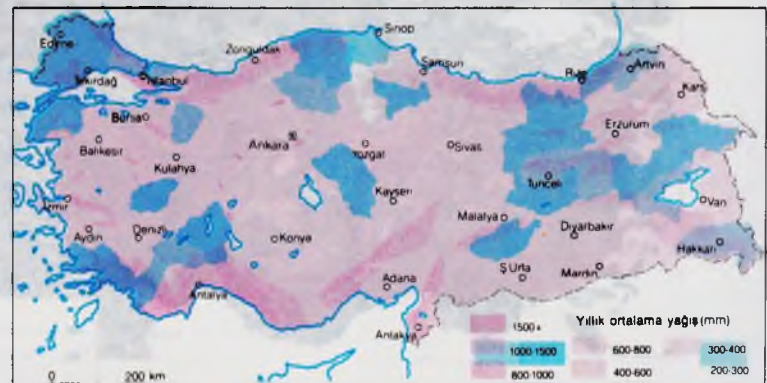 Sinop
Edirne
Zonguldak
Samsun
Tekirdağ
İstanbul
Rize
Artvin
Kars
Bursa
Erzurum
Ankara
Balıkesir
Yozgat
Sivas
Kütahya
Tunceli
Kayseri
Van
İzmir
Malatya
Aydın
Denizli
Konya
Diyarbakır
Hakkari
Ş Urfa
Mardin
Adana
Antalya
Antakya
Yıllık ortalama yağış (mm)
1500+
1000-1500
600-800
300-400
800-1000
400-600
200-300
0
200 km